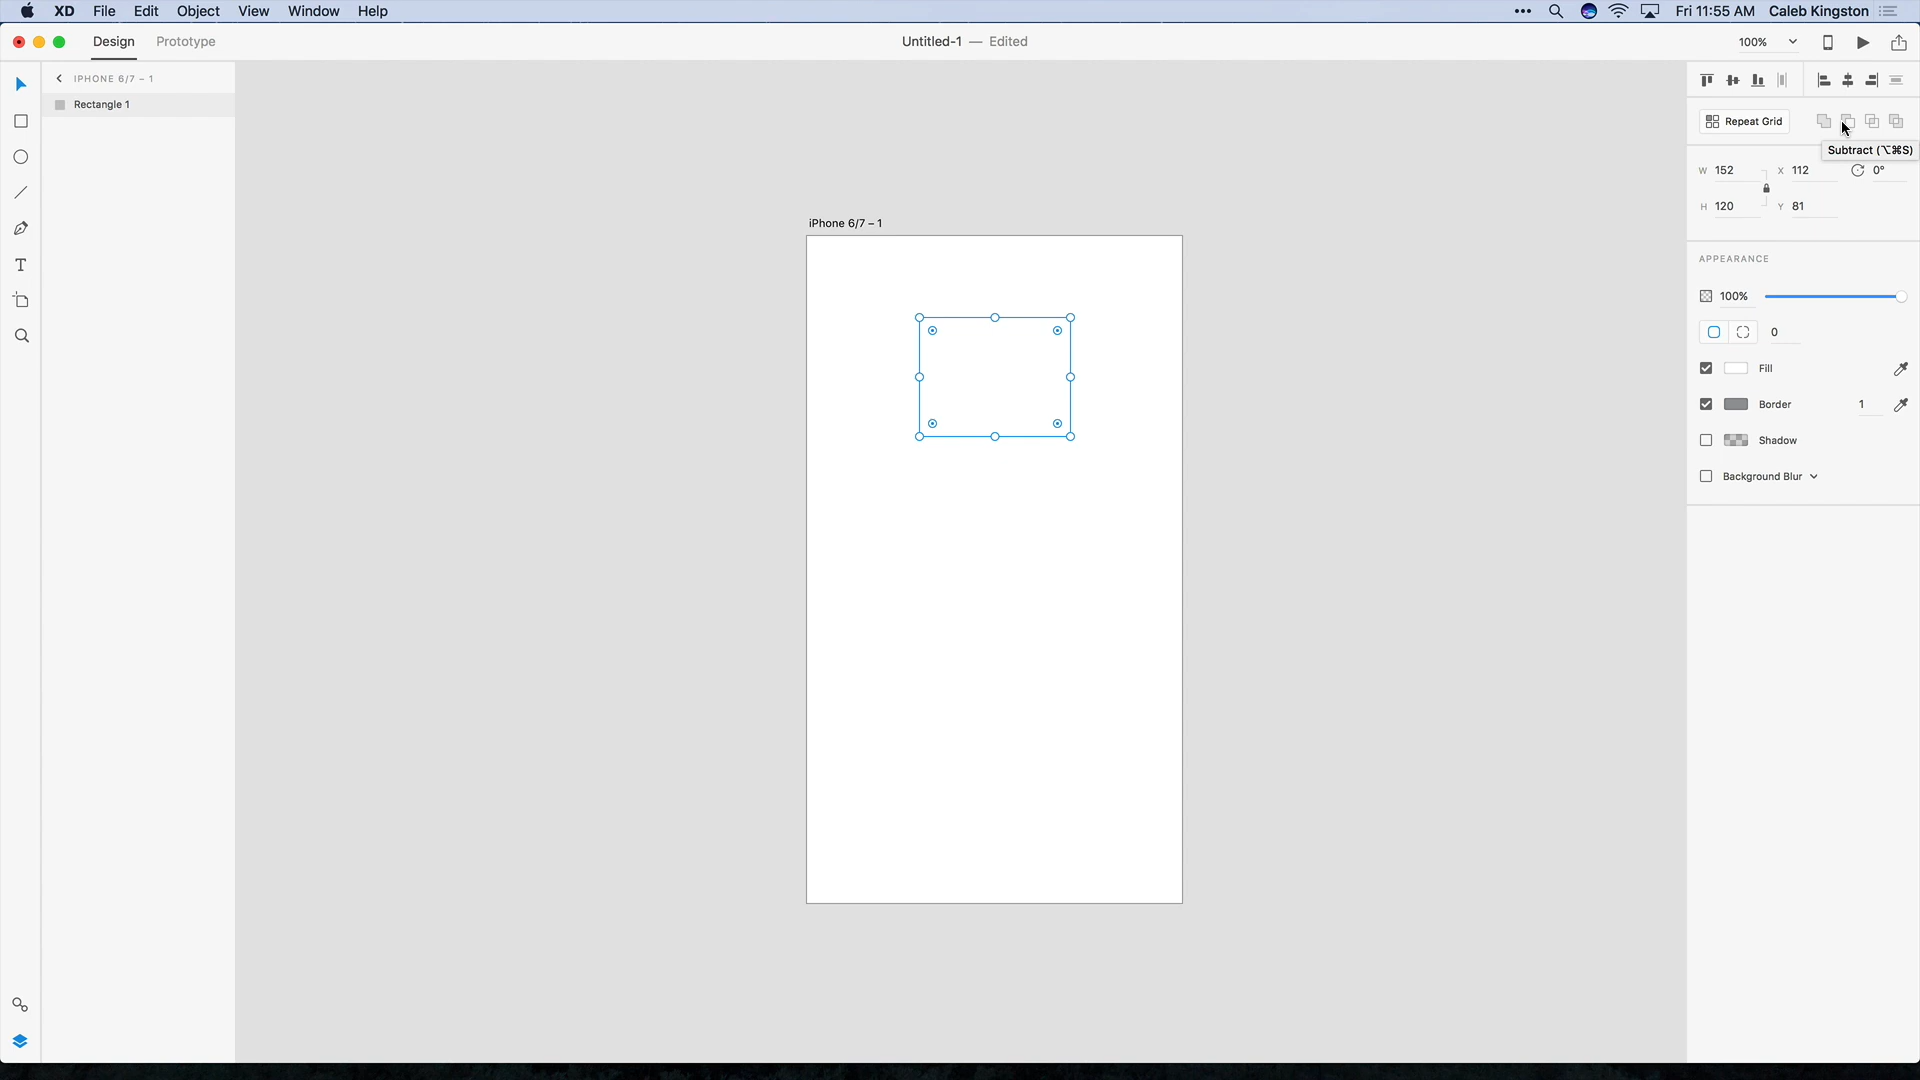 XD File Edit Object View Window Help
Fri 11:55 AM Caleb Kingston
Design Prototype
Untitled-1 — Edited
100%
IPHONE 6/7 – 1
Rectangle 1
iPhone 6/7 – 1
Repeat Grid
Subtract (⌥⌘S)
W 152 X 112 0°
H 120 Y 81
APPEARANCE
100%
0
Fill
Border 1
Shadow
Background Blur